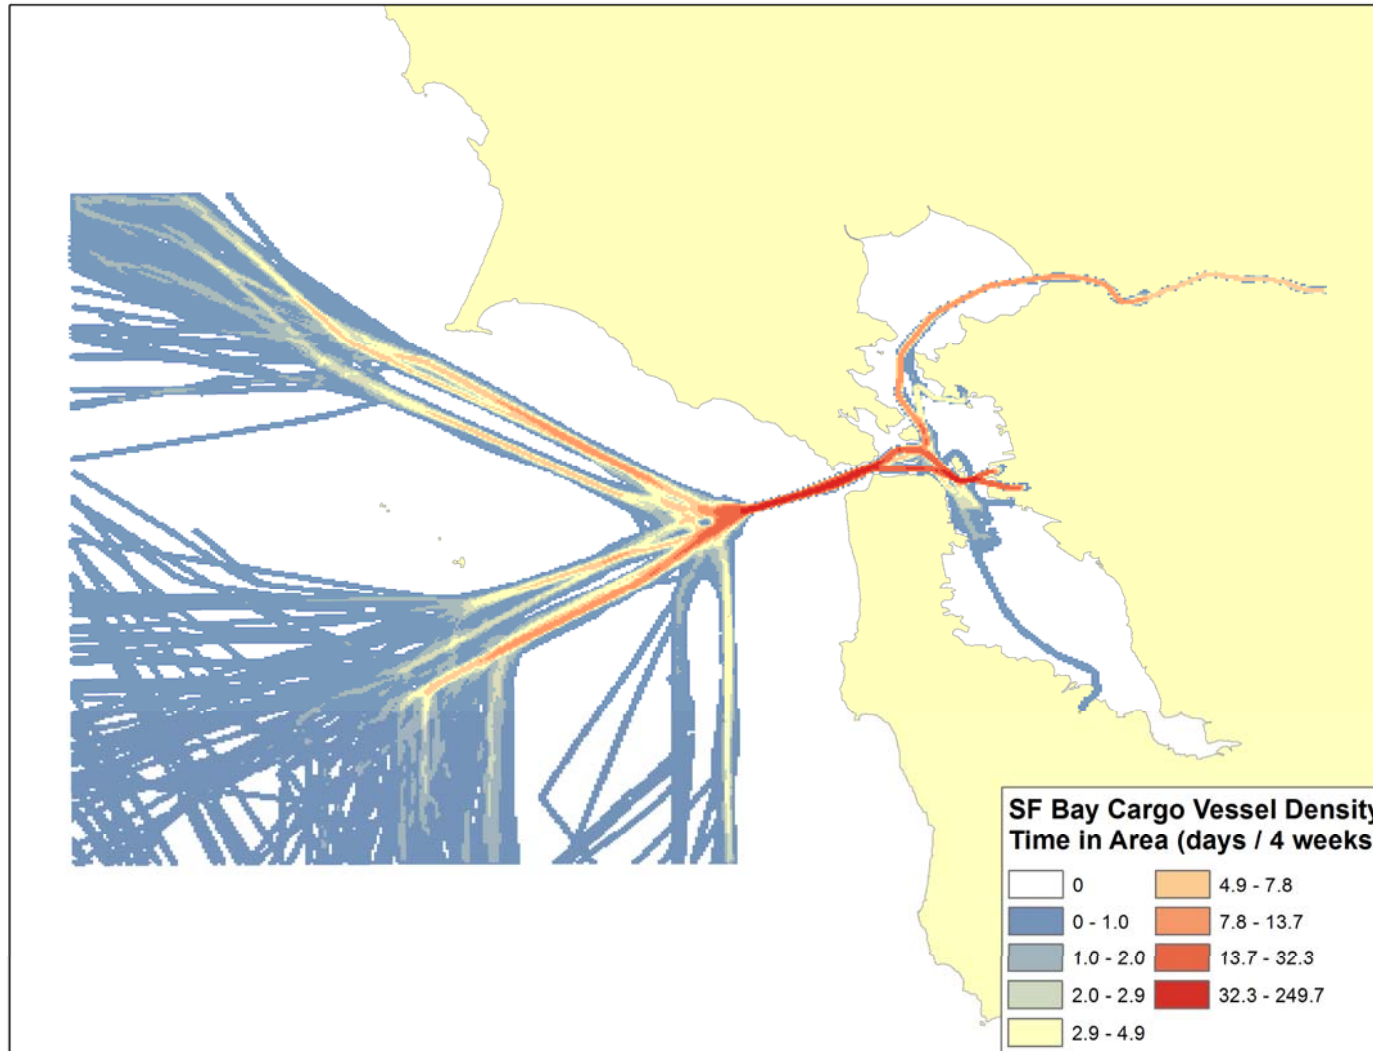 SF Bay Cargo Vessel Density
Time in Area (days / 4 weeks
0
4.9 - 7.8
0 - 1.0
7.8 - 13.7
1.0 - 2.0
13.7 - 32.3
2.0 - 2.9
32.3 - 249.7
2.9 - 4.9